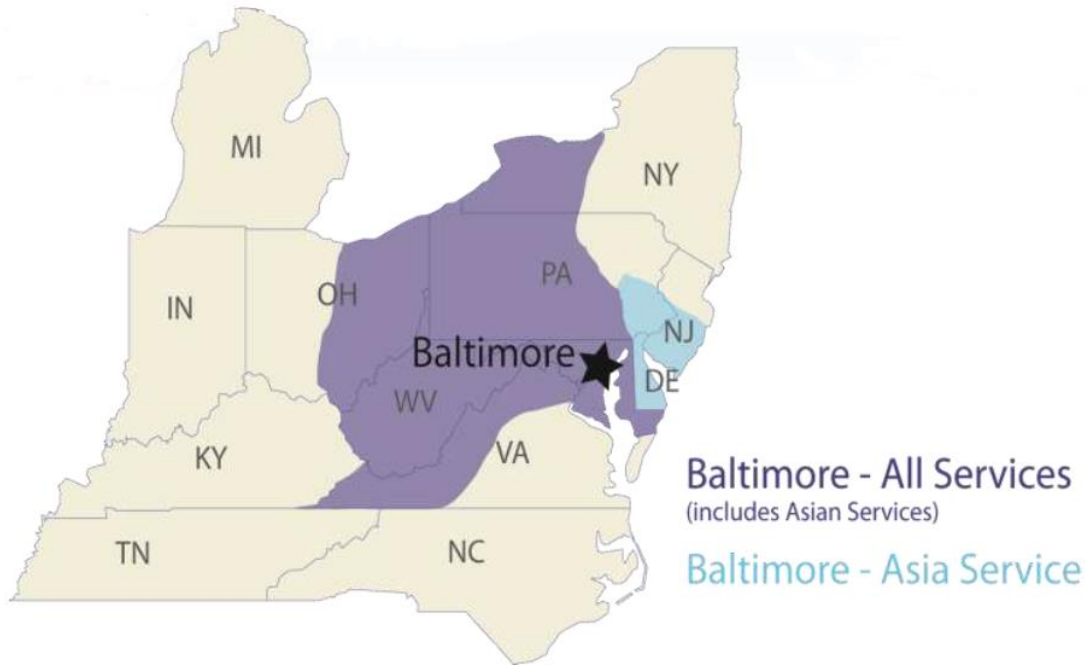 MI
NY
OH
PA
IN
NJ
Baltimore
DE
WV
KY
VA
TN
NC
Baltimore - All Services
(includes Asian Services)
Baltimore - Asia Service